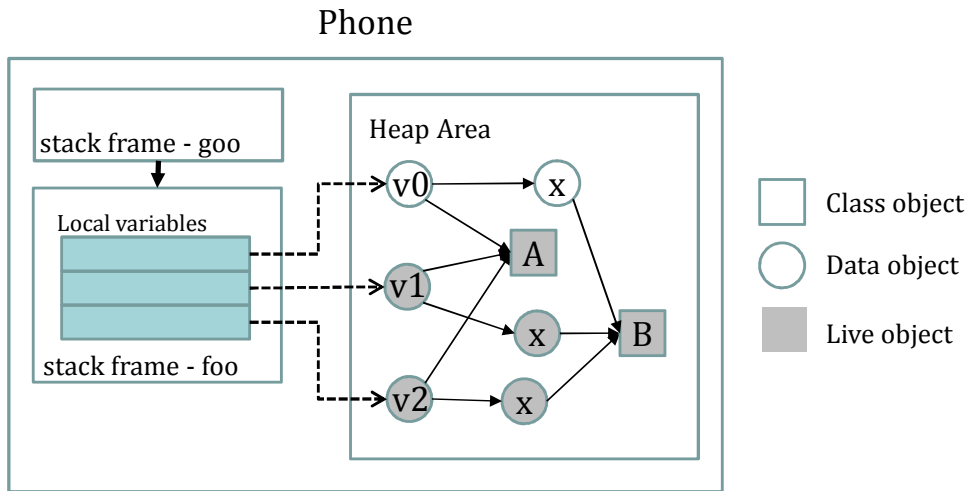 Phone
stack frame - goo
Local variables
stack frame - foo
Heap Area
v0
x
A
v1
x
B
v2
x
Class object
Data object
Live object